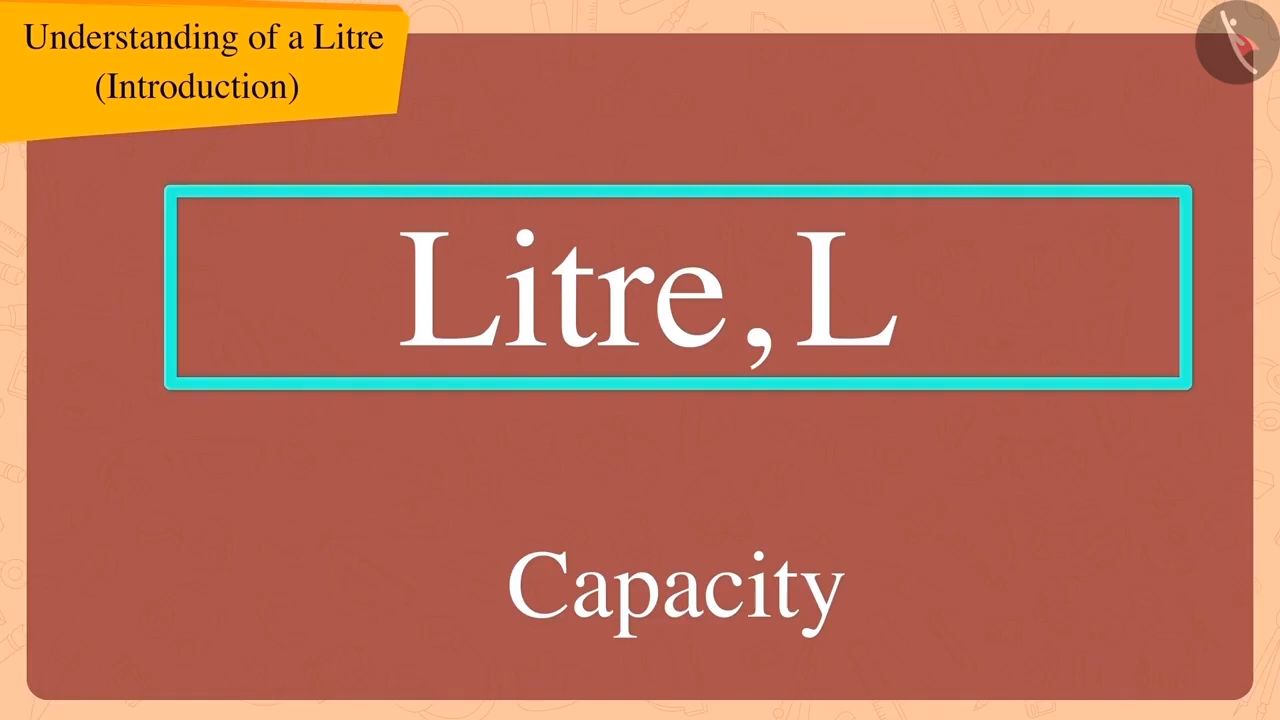 Understanding of a Litre
(Introduction)
Litre, L
Capacity